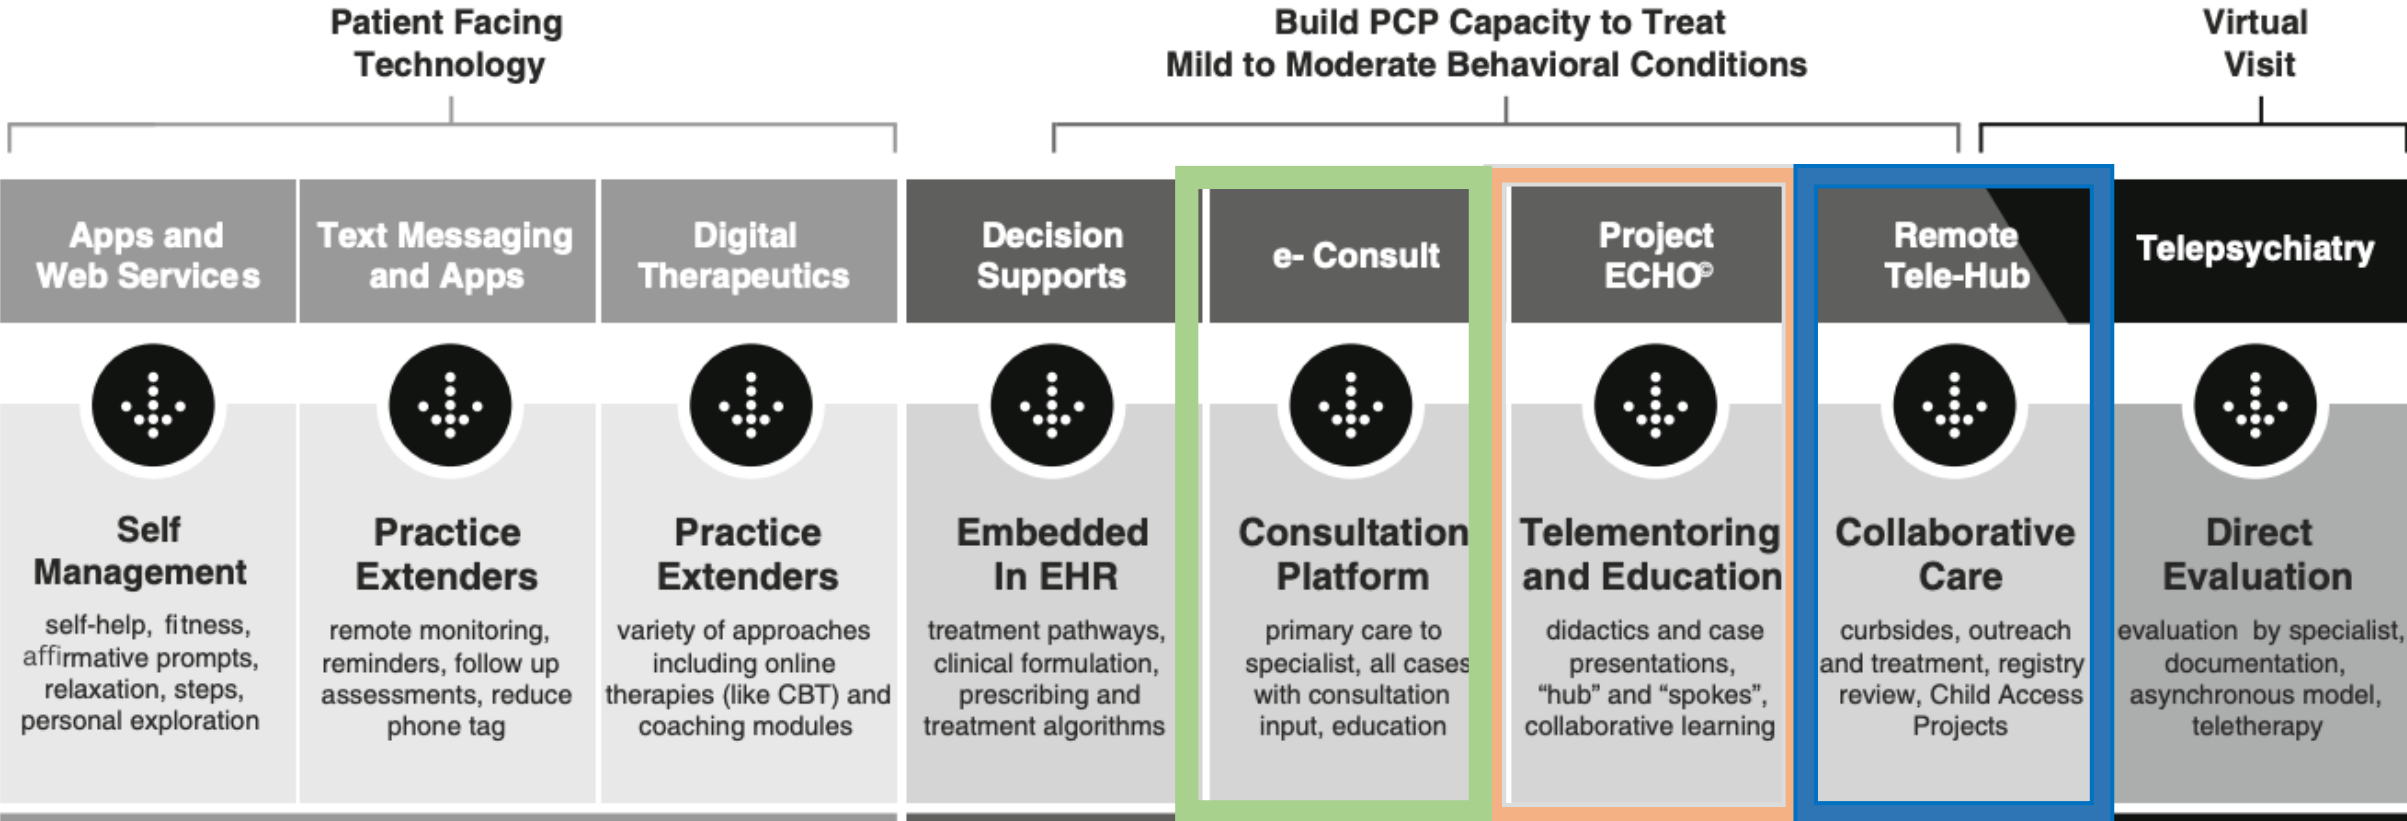 Patient Facing
Technology
Build PCP Capacity to Treat
Mild to Moderate Behavioral Conditions
Virtual
Visit
Apps and
Web Services
Text Messaging
and Apps
Digital
Therapeutics
Decision
Supports
e- Consult
Project
ECHO©
Remote
Tele-Hub
Telepsychiatry
Self
Management
self-help, fitness,
affirmative prompts,
relaxation, steps,
personal exploration
Practice
Extenders
remote monitoring,
reminders, follow up
assessments, reduce
phone tag
Practice
Extenders
variety of approaches
including online
therapies (like CBT) and
coaching modules
Embedded
In EHR
treatment pathways,
clinical formulation,
prescribing and
treatment algorithms
Consultation
Platform
primary care to
specialist, all cases
with consultation
input, education
Telementoring
and Education
didactics and case
presentations,
“hub” and “spokes”,
collaborative learning
Collaborative
Care
curbsides, outreach
and treatment, registry
review, Child Access
Projects
Direct
Evaluation
evaluation by specialist,
documentation,
asynchronous model,
teletherapy